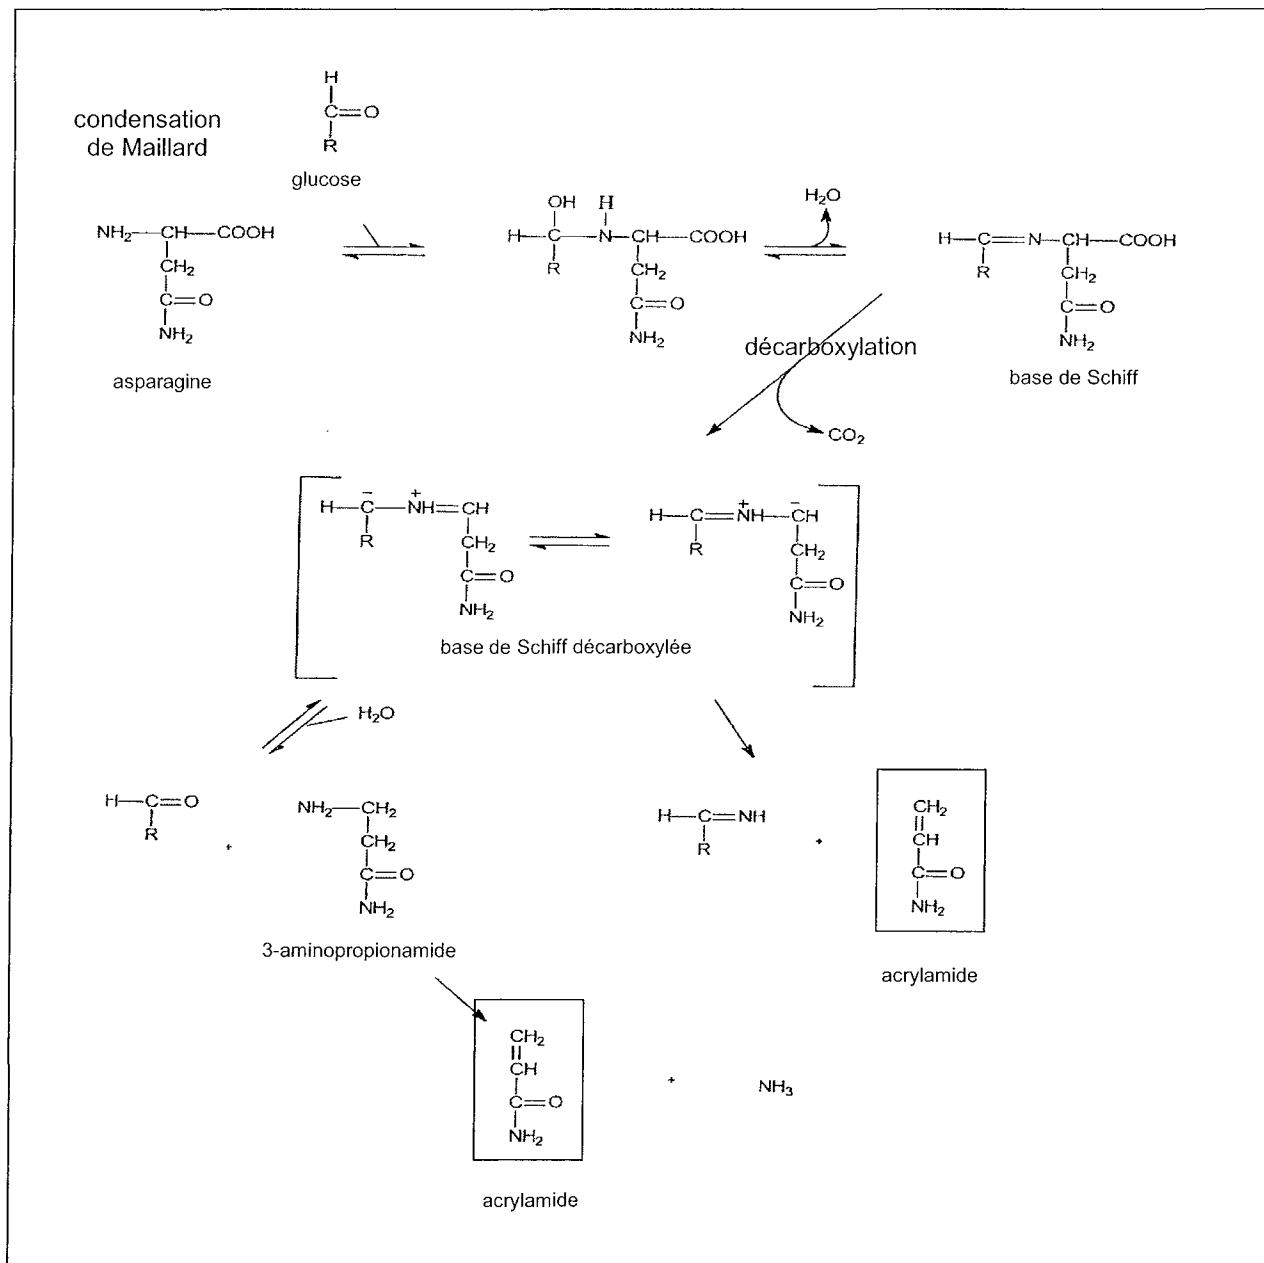 condensation
de Maillard
H
C=O
R
glucose
NH₂—CH—COOH
CH₂
C=O
NH₂
asparagine
OH H
H—C—N—CH—COOH
R CH₂
C=O
NH₂
H₂O
H—C=N—CH—COOH
R CH₂
C=O
NH₂
base de Schiff
décarboxylation
CO₂
− +
H—C—NH=CH
R CH₂
C=O
NH₂
+ −
H—C=NH—CH
R CH₂
C=O
NH₂
base de Schiff décarboxylée
H₂O
H—C=O
R
+
NH₂—CH₂
CH₂
C=O
NH₂
3-aminopropionamide
H—C=NH
R
+
CH₂
CH
C=O
NH₂
acrylamide
CH₂
CH
C=O
NH₂
acrylamide
+
NH₃